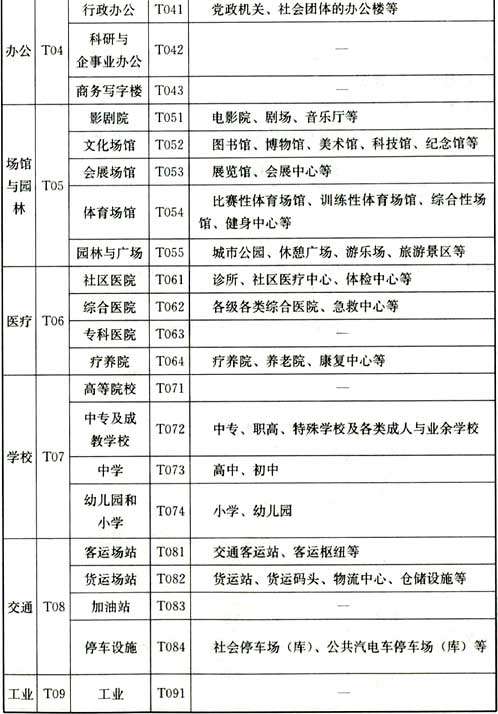 行政办公 T041 党政机关、社会团体的办公楼等
办公 T04 科研与
企事业办公 T042 —
商务写字楼 T043 —
影剧院 T051 电影院、剧场、音乐厅等
文化场馆 T052 图书馆、博物馆、美术馆、科技馆、纪念馆等
场馆
与园
林 T05
会展场馆 T053 展览馆、会展中心等
体育场馆 T054 比赛性体育场馆、训练性体育场馆、综合性场
馆、健身中心等
园林与广场 T055 城市公园、休憩广场、游乐场、旅游景区等
社区医院 T061 诊所、社区医疗中心、体检中心等
综合医院 T062 各级各类综合医院、急救中心等
医疗 T06
专科医院 T063 —
疗养院 T064 疗养院、养老院、康复中心等
高等院校 T071 —
中专及成
教学校 T072 中专、职高、特殊学校及各类成人与业余学校
学校 T07
中学 T073 高中、初中
幼儿园和
小学 T074 小学、幼儿园
客运场站 T081 交通客运站、客运枢纽等
货运场站 T082 货运站、货运码头、物流中心、仓储设施等
交通 T08 加油站 T083 —
停车设施 T084 社会停车场（库）、公共汽电车停车场（库）等
工业 T09 工业 T091 —